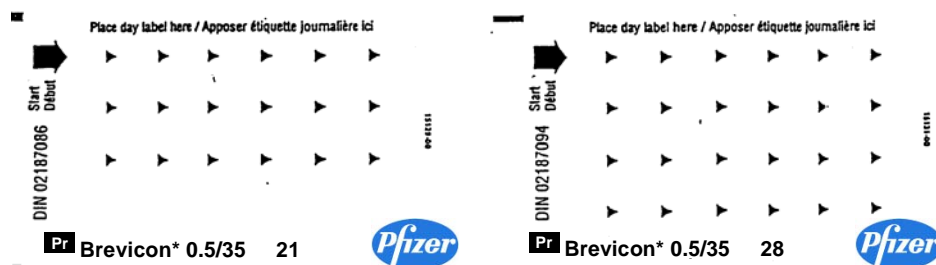 Place day label here / Apposer étiquette journalière ici
Start
Début
DIN 02187086
15129-00
Pr Brevicon* 0.5/35 21
Pfizer
Place day label here / Apposer étiquette journalière ici
Start
Début
DIN 02187094
Pr Brevicon* 0.5/35 28
Pfizer